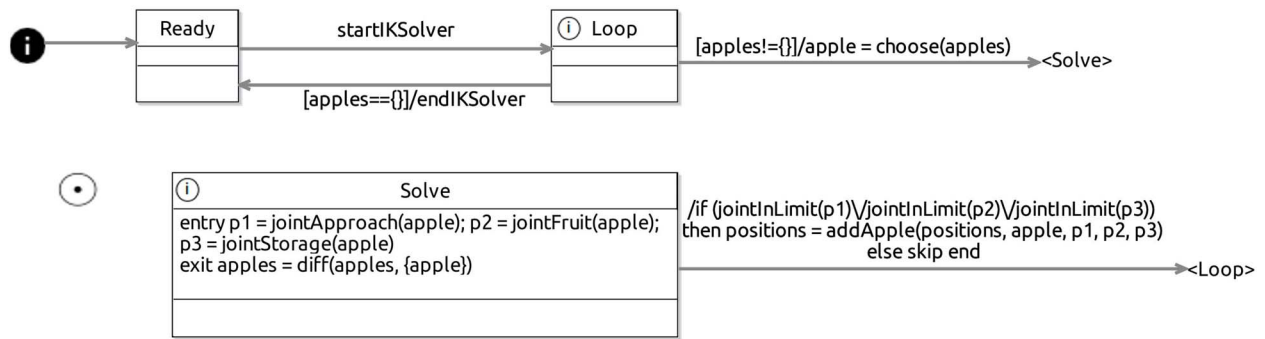 i
Ready
startIKSolver
i Loop
[apples!={}]/apple = choose(apples)
<Solve>
[apples=={}]/endIKSolver
i
Solve
entry p1 = jointApproach(apple); p2 = jointFruit(apple);
p3 = jointStorage(apple)
exit apples = diff(apples, {apple})
/if (jointInLimit(p1)\/jointInLimit(p2)\/jointInLimit(p3))
then positions = addApple(positions, apple, p1, p2, p3)
else skip end
<Loop>